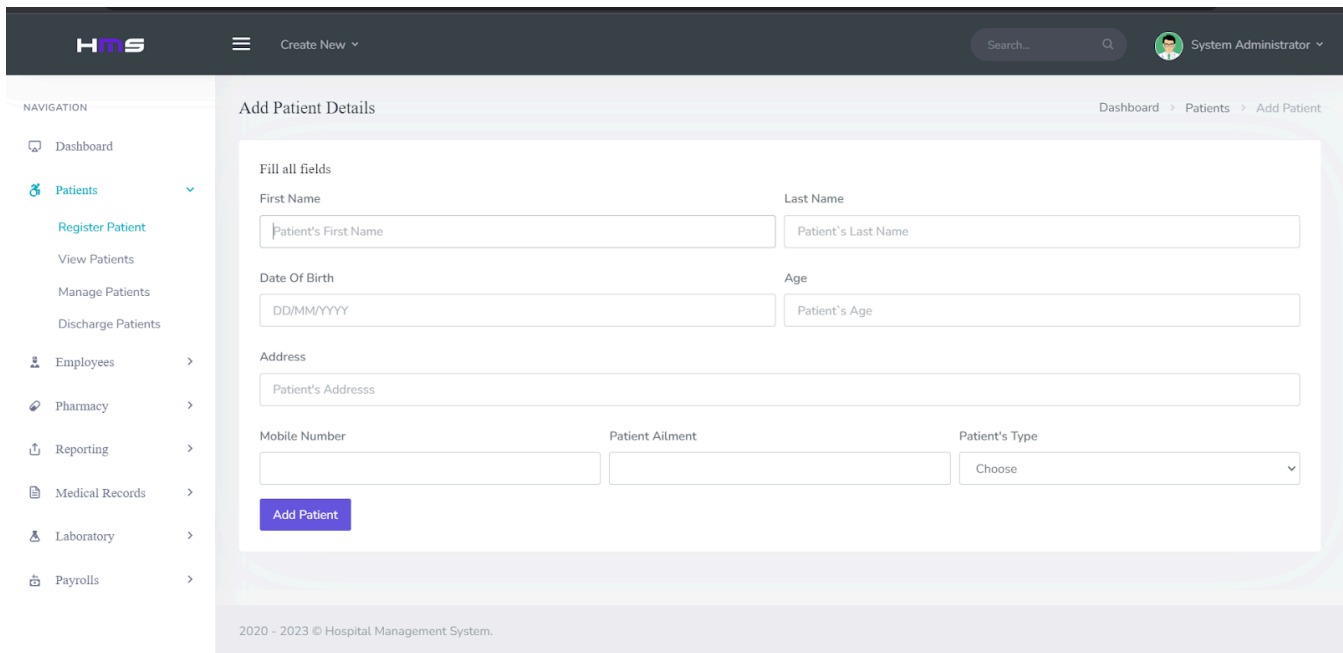 HMS
Create New
Search...
System Administrator
NAVIGATION
Dashboard
Patients
Register Patient
View Patients
Manage Patients
Discharge Patients
Employees
Pharmacy
Reporting
Medical Records
Laboratory
Payrolls
Add Patient Details
Dashboard > Patients > Add Patient
Fill all fields
First Name
Last Name
Patient's First Name
Patient`s Last Name
Date Of Birth
Age
DD/MM/YYYY
Patient`s Age
Address
Patient's Addresss
Mobile Number
Patient Ailment
Patient's Type
Choose
Add Patient
2020 - 2023 © Hospital Management System.